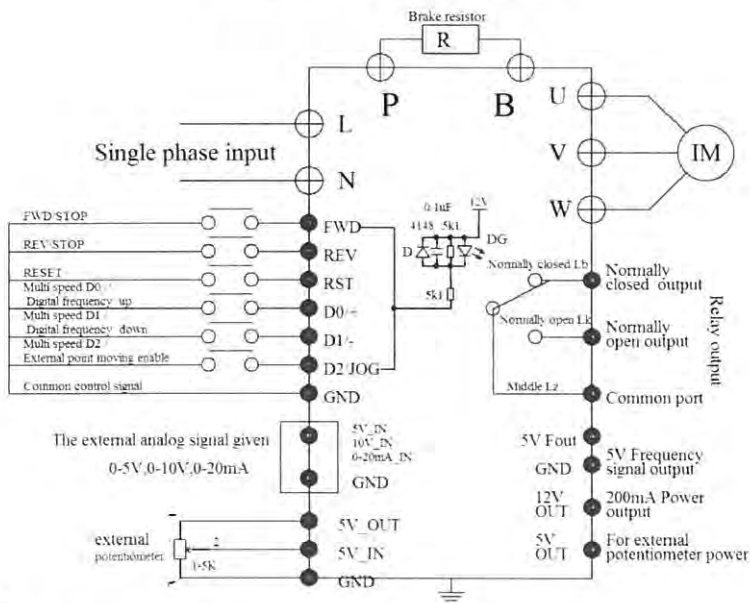 Brake resistor
R
P
B
L
N
Single phase input
U
V
W
IM
FWD/STOP
FWD
REV/STOP
REV
RESET
RST
Multi speed D0
Digital frequency up
D0/+
Multi speed D1
Digital frequency down
D1/-
Multi speed D2
External point moving enable
D2/JOG
Common control signal
GND
0.1uF
12V
4148
5k1
D
DG
5k1
Normally closed Lb
Normally
closed output
Normally open Lk
Normally
open output
Middle Lz
Common port
Relay output
The external analog signal given
0-5V,0-10V,0-20mA
5V_IN
10V_IN
0-20mA_IN
GND
5V Fout
GND
5V Frequency
signal output
12V
OUT
200mA Power
output
5V
OUT
For external
potentiometer power
external
potentiometer
2
1-5K
5V_OUT
5V_IN
GND